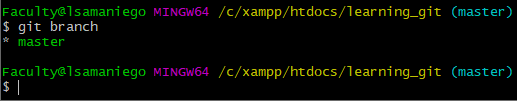 Faculty@lsamaniego MINGW64 /c/xampp/htdocs/learning_git (master)
$ git branch
* master
Faculty@lsamaniego MINGW64 /c/xampp/htdocs/learning_git (master)
$